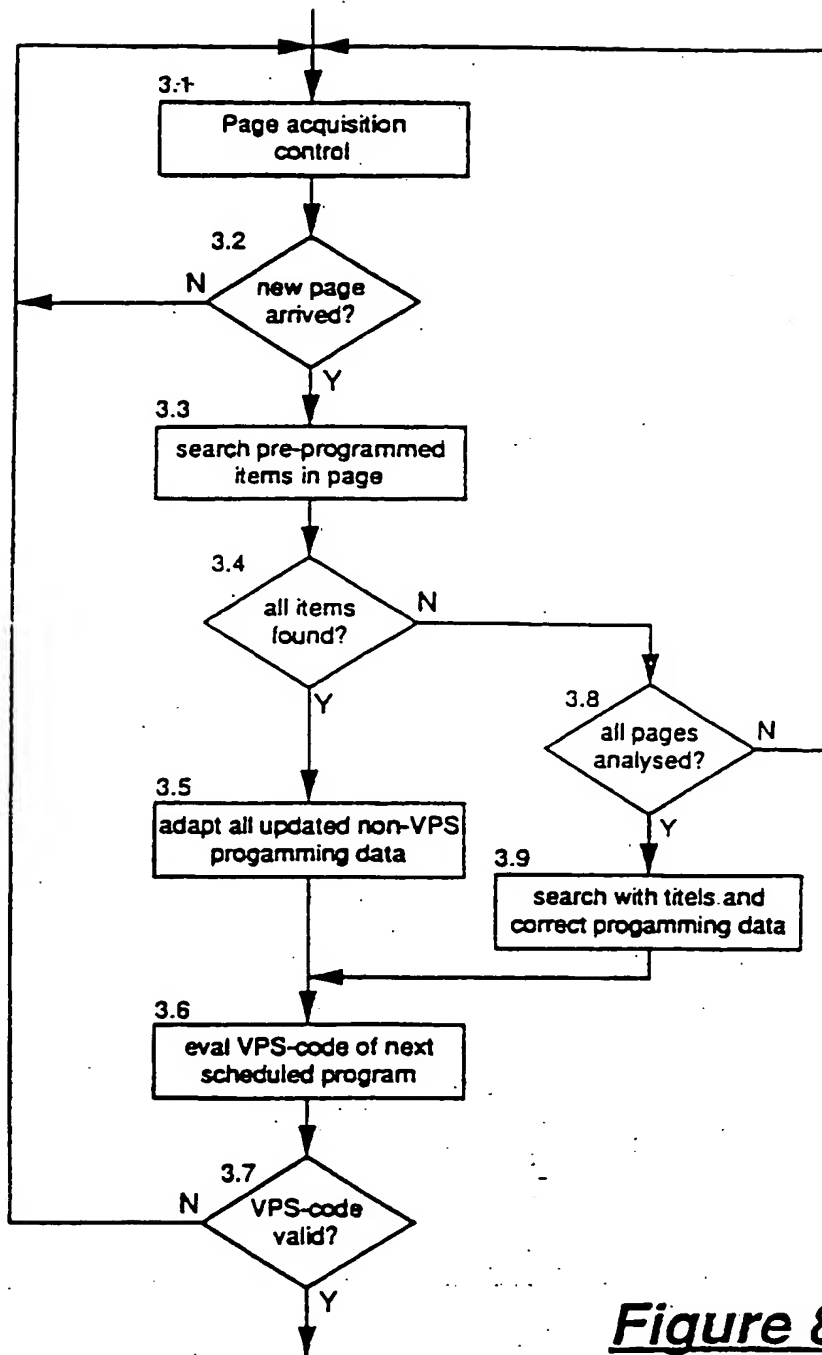 3.1
Page acquisition
control
3.2
N
new page
arrived?
Y
3.3
search pre-programmed
items in page
3.4
all items
found?
N
Y
3.8
all pages
analysed?
N
Y
3.5
adapt all updated non-VPS
progamming data
3.9
search with titels and
correct progamming data
3.6
eval VPS-code of next
scheduled program
3.7
N
VPS-code
valid?
Y
Figure 8